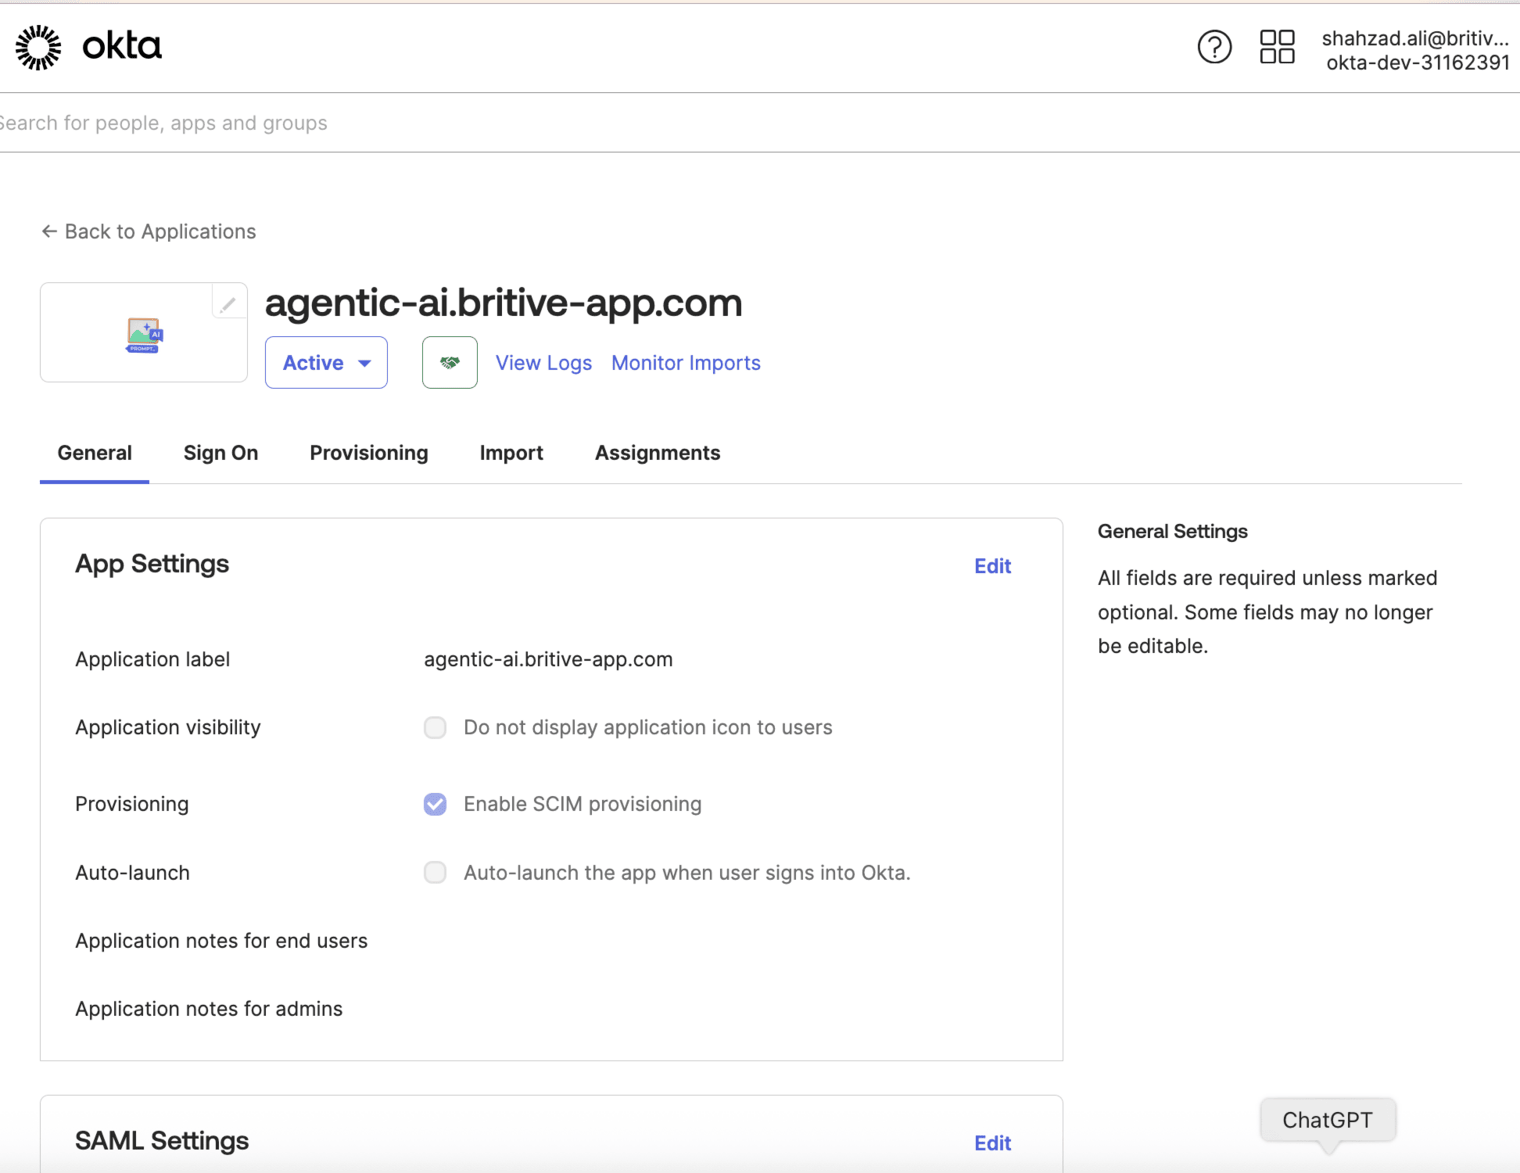 okta
shahzad.ali@britiv...
okta-dev-31162391
Search for people, apps and groups
← Back to Applications
AI
PROMPT
agentic-ai.britive-app.com
Active
View Logs
Monitor Imports
General
Sign On
Provisioning
Import
Assignments
App Settings
Edit
Application label
agentic-ai.britive-app.com
Application visibility
Do not display application icon to users
Provisioning
Enable SCIM provisioning
Auto-launch
Auto-launch the app when user signs into Okta.
Application notes for end users
Application notes for admins
General Settings
All fields are required unless marked
optional. Some fields may no longer
be editable.
SAML Settings
Edit
ChatGPT